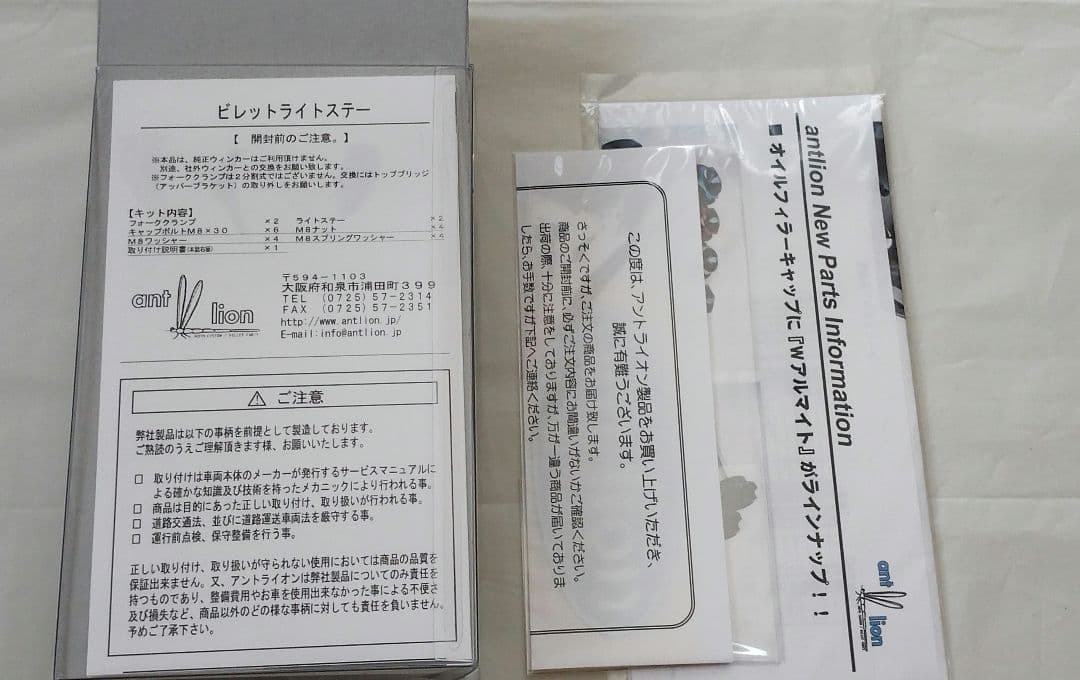 ビレットライトステー
【 開封前のご注意。】
※本品は、純正ウィンカーはご利用頂けません。
別途、社外ウィンカーとの交換をお願い致します。
※フォーククランプは2分割式ではございません。交換にはトップブリッジ
(アッパーブラケット)の取り外しをお願いします。
【キット内容】
フォーククランプ ×2 ライトステー ×2
キャップボルトM8×30 ×6 M8ナット ×4
M8ワッシャー ×4 M8スプリングワッシャー ×4
取り付け説明書(本誌右部) ×1
ant lion
〒594-1103
大阪府和泉市浦田町399
TEL (0725)57-2314
FAX (0725)57-2351
http://www.antlion.jp/
E-mail:info@antlion.jp
⚠ ご注意
弊社製品は以下の事柄を前提として製造しております。
ご熟読のうえご理解頂きます様、お願いいたします。
□ 取り付けは車両本体のメーカーが発行するサービスマニュアルに
よる確かな知識及び技術を持ったメカニックにより行われる事。
□ 商品は目的にあった正しい取り付け、取り扱いが行われる事。
□ 道路交通法、並びに道路運送車両法を厳守する事。
□ 運行前点検、保守整備を行う事。
正しい取り付け、取り扱いが守られない使用においては商品の品質を
保証出来ません。又、アントライオンは弊社製品についてのみ責任を
持つものであり、整備費用やお車を使用出来なかった事による不便さ
及び損失など、商品以外のどの様な事柄に対しても責任を負いません。
予めご了承下さい。
この度は、アントライオン製品をお買い上げいただき、
誠に有難うございます。
さっそくですが、ご注文の商品をお届け致します。
商品のご開封前に、必ずご注文内容にお間違いがないかご確認ください。
出荷の際、十分に注意をしておりますが、万が一違う商品が届いておりま
したら、お手数ですが下記へご連絡ください。
antlion New Parts Information
■ オイルフィラーキャップに『Wアルマイト』がラインナップ!!
ant lion